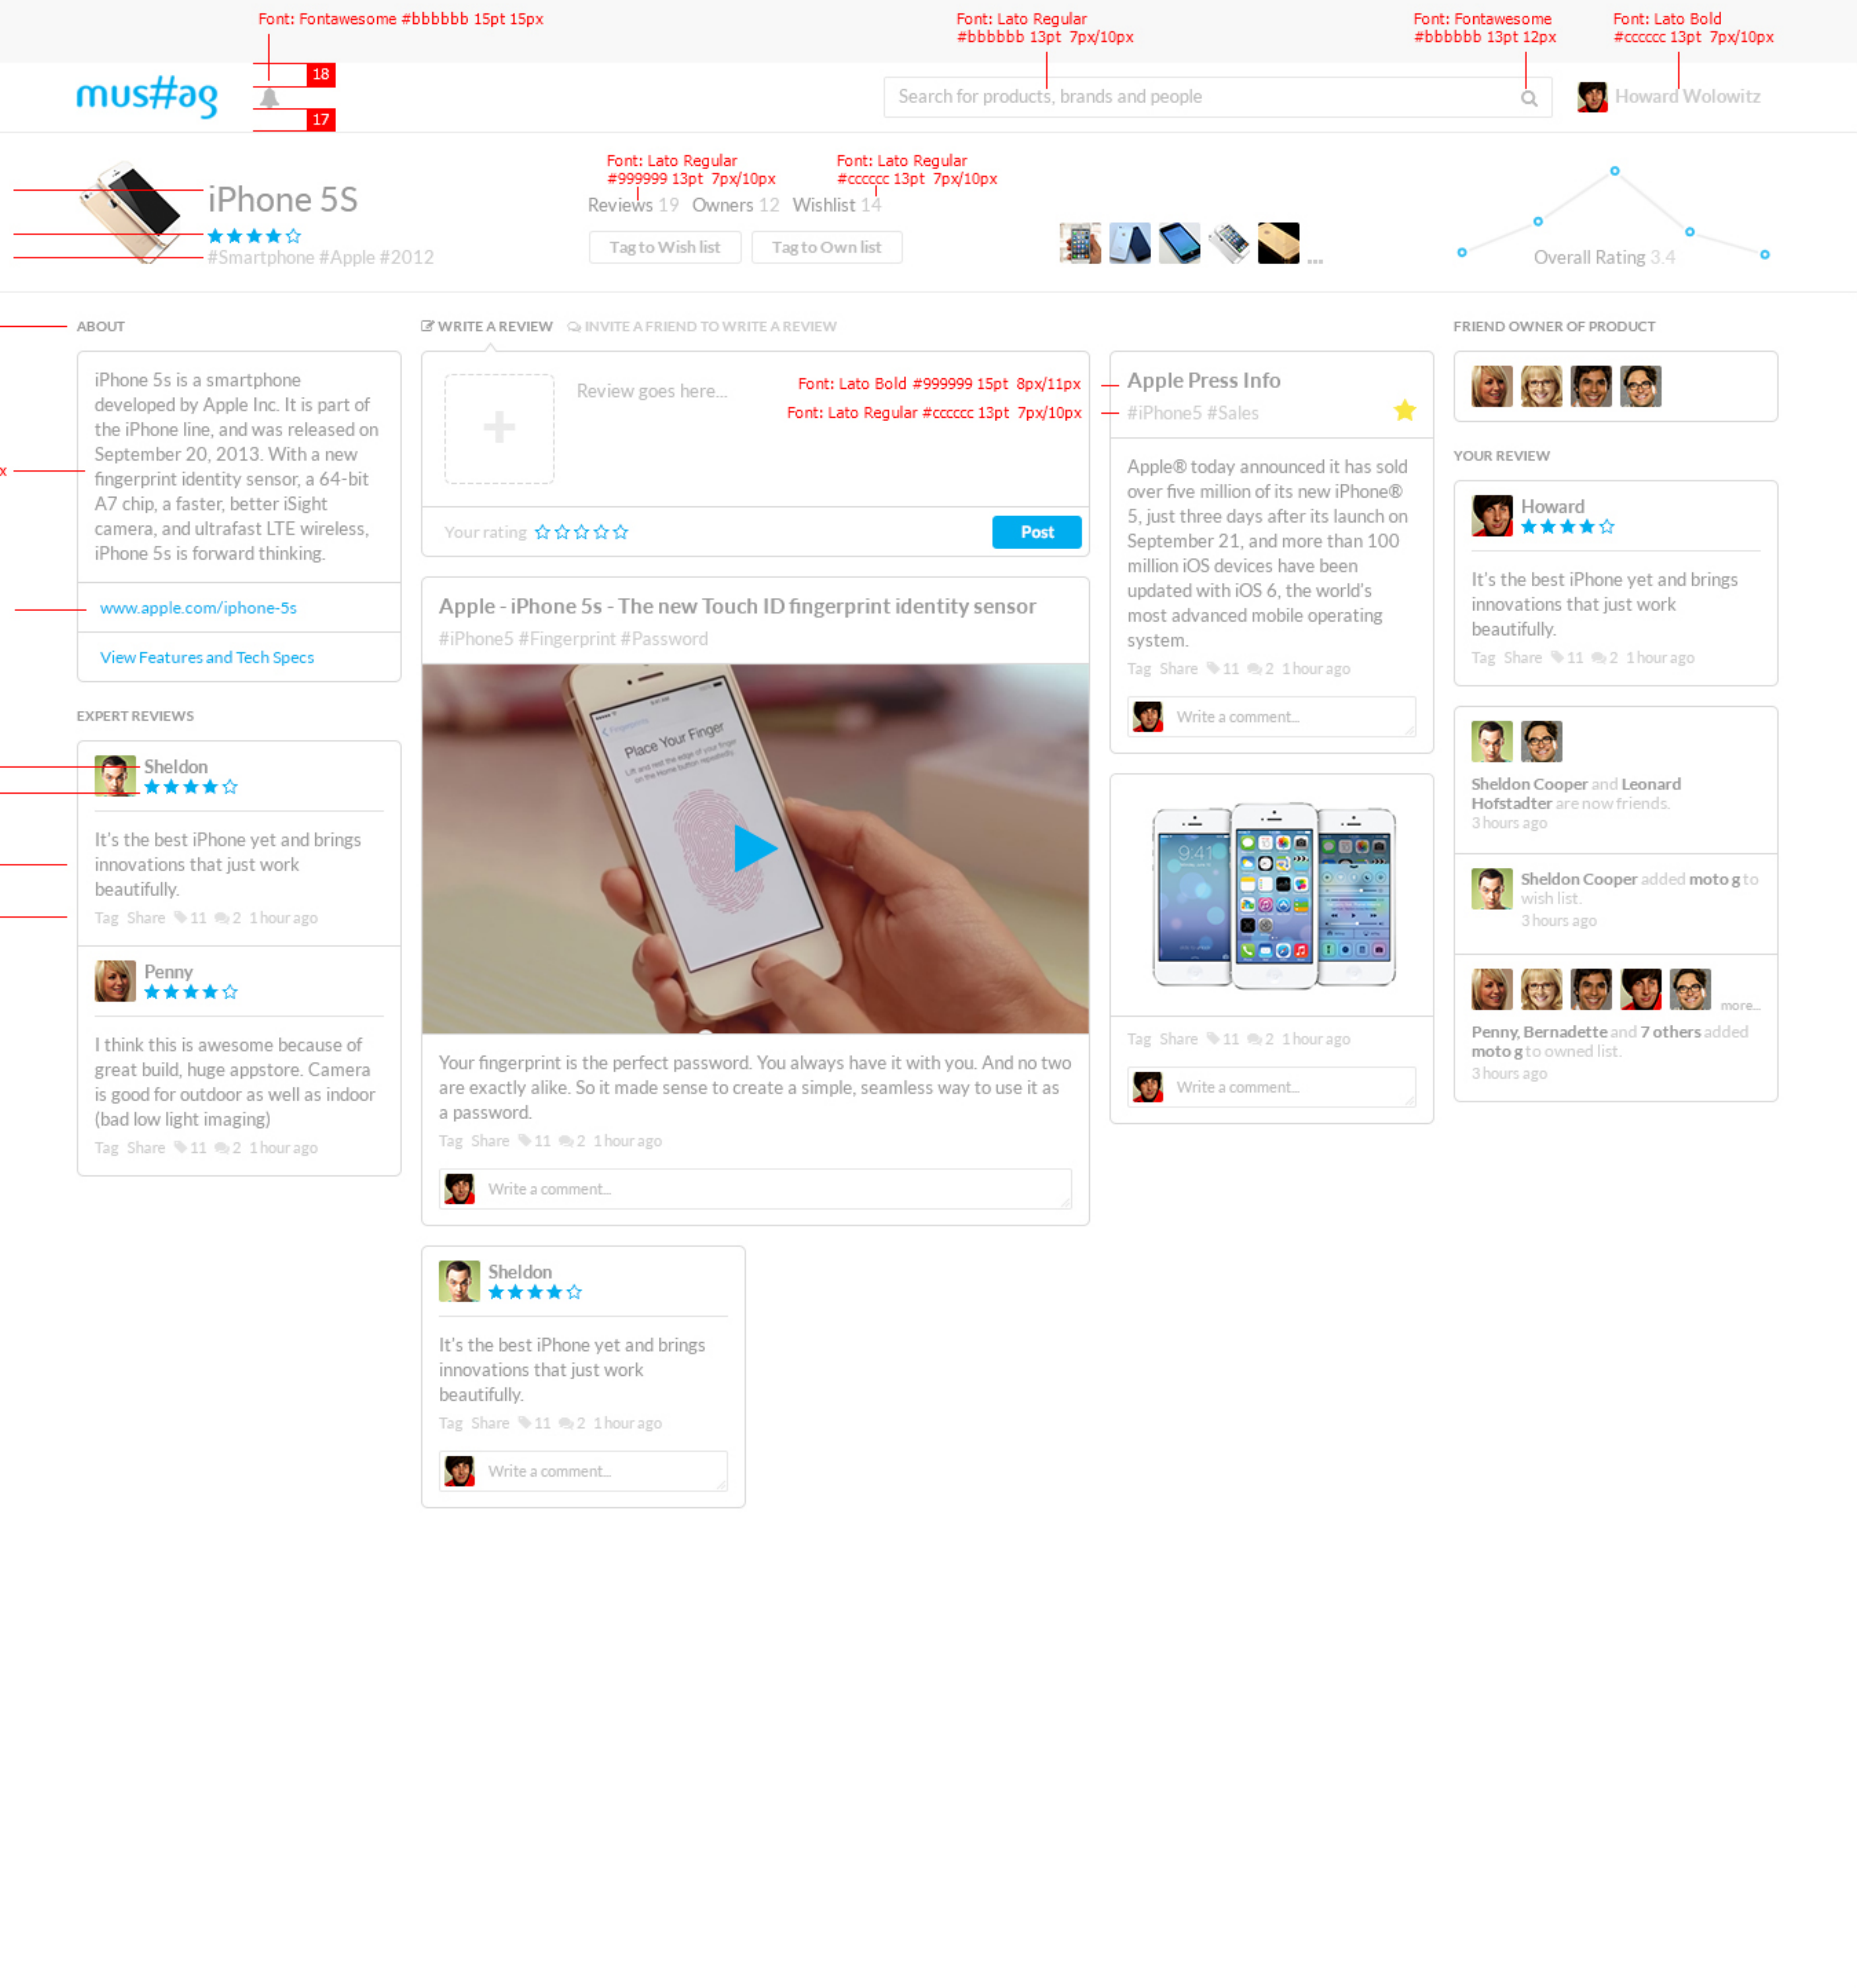 Font: Fontawesome #bbbbbb 15pt 15px
Font: Lato Regular
#bbbbbb 13pt 7px/10px
Font: Fontawesome
#bbbbbb 13pt 12px
Font: Lato Bold
#cccccc 13pt 7px/10px
18
mus#ag
17
Search for products, brands and people
Howard Wolowitz
iPhone 5S
#Smartphone #Apple #2012
Font: Lato Regular
#999999 13pt 7px/10px
Font: Lato Regular
#cccccc 13pt 7px/10px
Reviews 19 Owners 12 Wishlist 14
Tag to Wish list
Tag to Own list
...
Overall Rating 3.4
ABOUT
iPhone 5s is a smartphone
developed by Apple Inc. It is part of
the iPhone line, and was released on
September 20, 2013. With a new
x
fingerprint identity sensor, a 64-bit
A7 chip, a faster, better iSight
camera, and ultrafast LTE wireless,
iPhone 5s is forward thinking.
www.apple.com/iphone-5s
View Features and Tech Specs
EXPERT REVIEWS
Sheldon
It's the best iPhone yet and brings
innovations that just work
beautifully.
Tag Share 11 2 1 hour ago
Penny
I think this is awesome because of
great build, huge appstore. Camera
is good for outdoor as well as indoor
(bad low light imaging)
Tag Share 11 2 1 hour ago
WRITE A REVIEW
INVITE A FRIEND TO WRITE A REVIEW
Review goes here...
Font: Lato Bold #999999 15pt 8px/11px
Font: Lato Regular #cccccc 13pt 7px/10px
Your rating
Post
Apple - iPhone 5s - The new Touch ID fingerprint identity sensor
#iPhone5 #Fingerprint #Password
Place Your Finger
Lift and rest the edge of your finger
on the Home button repeatedly
Your fingerprint is the perfect password. You always have it with you. And no two
are exactly alike. So it made sense to create a simple, seamless way to use it as
a password.
Tag Share 11 2 1 hour ago
Write a comment...
Sheldon
It's the best iPhone yet and brings
innovations that just work
beautifully.
Tag Share 11 2 1 hour ago
Write a comment...
Apple Press Info
#iPhone5 #Sales
Apple® today announced it has sold
over five million of its new iPhone®
5, just three days after its launch on
September 21, and more than 100
million iOS devices have been
updated with iOS 6, the world's
most advanced mobile operating
system.
Tag Share 11 2 1 hour ago
Write a comment...
9:41
Tag Share 11 2 1 hour ago
Write a comment...
FRIEND OWNER OF PRODUCT
YOUR REVIEW
Howard
It's the best iPhone yet and brings
innovations that just work
beautifully.
Tag Share 11 2 1 hour ago
Sheldon Cooper and Leonard
Hofstadter are now friends.
3 hours ago
Sheldon Cooper added moto g to
wish list.
3 hours ago
more...
Penny, Bernadette and 7 others added
moto g to owned list.
3 hours ago